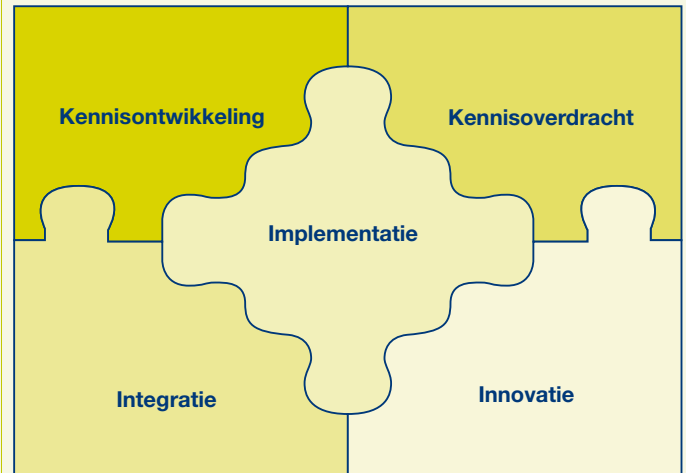 Kennisontwikkeling
Kennisoverdracht
Implementatie
Integratie
Innovatie